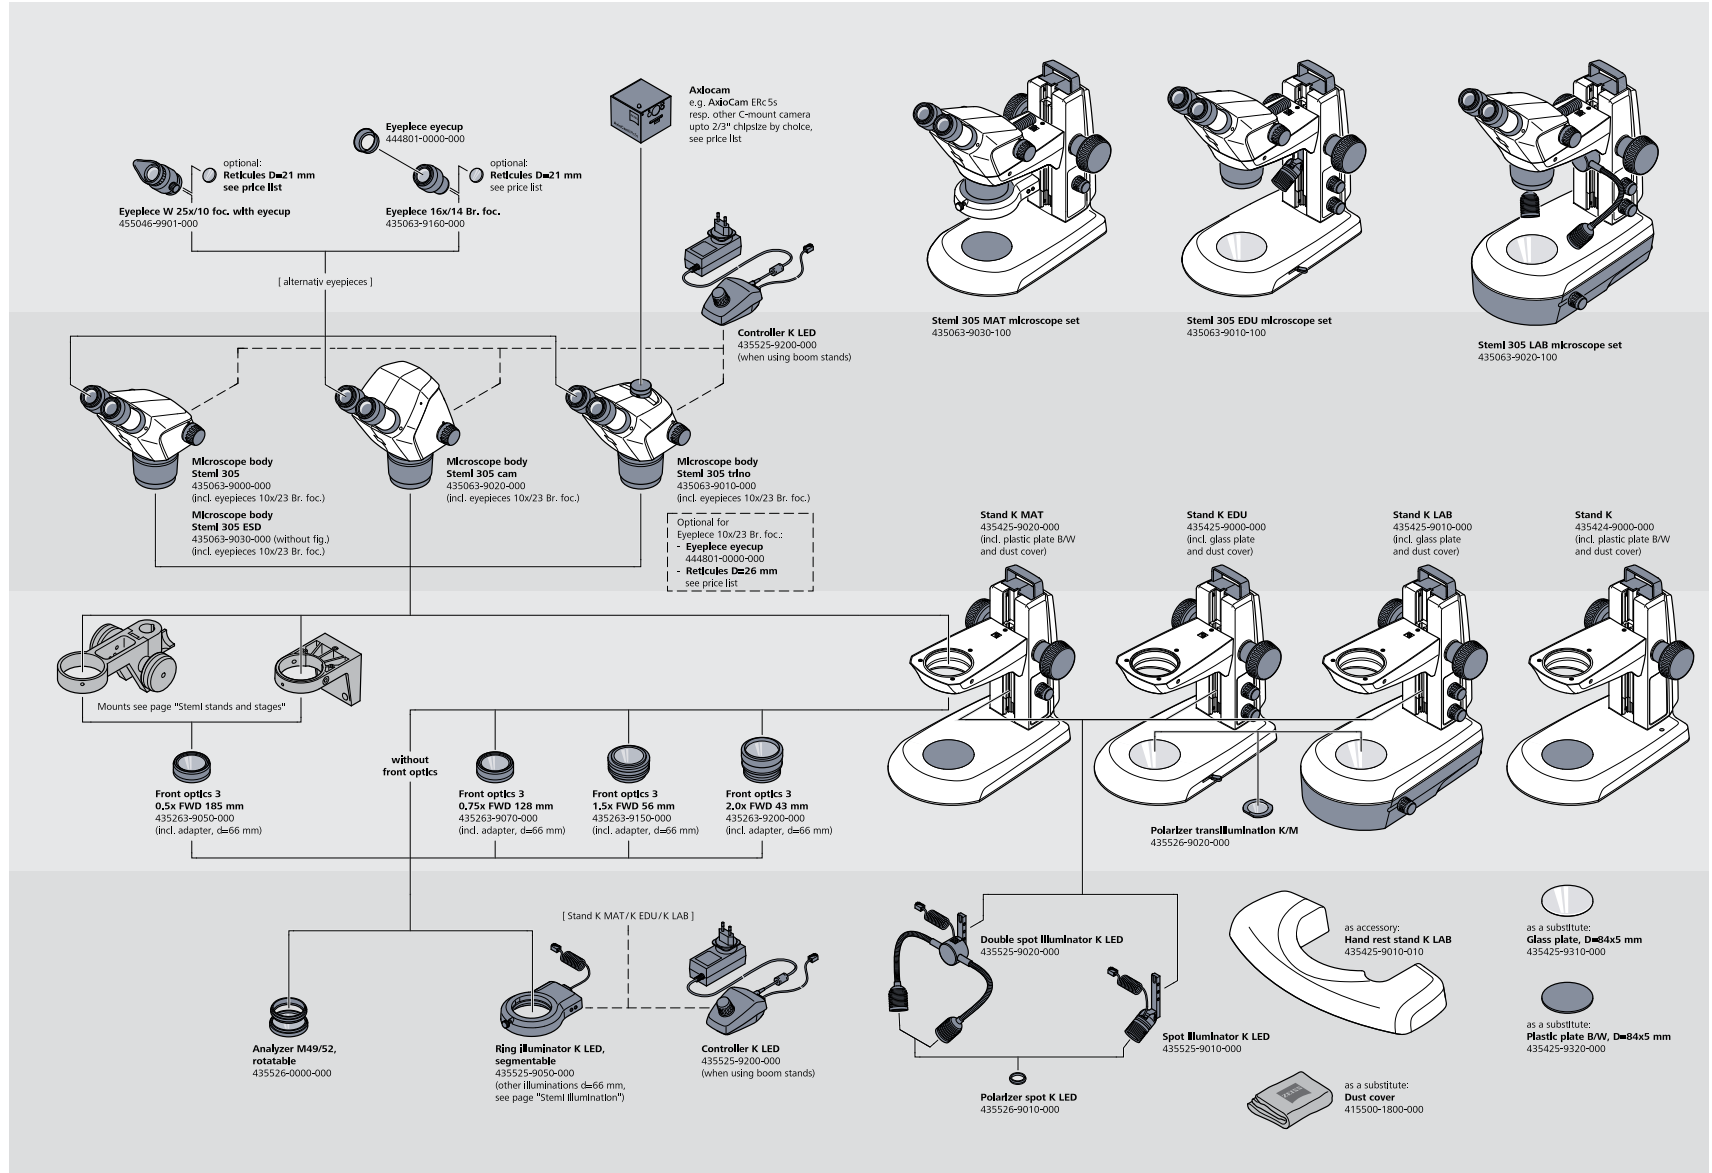 Axiocam
e.g. AxioCam ERc 5s
resp. other C-mount camera
upto 2/3" chipsize by choice,
see price list
Eyepiece eyecup
444801-0000-000
optional:
Reticules D=21 mm
see price list
optional:
Reticules D=21 mm
see price list
Eyepiece W 25x/10 foc. with eyecup
455046-9901-000
Eyepiece 16x/14 Br. foc.
435063-9160-000
[ alternativ eyepieces ]
Controller K LED
435525-9200-000
(when using boom stands)
Stemi 305 MAT microscope set
435063-9030-100
Stemi 305 EDU microscope set
435063-9010-100
Stemi 305 LAB microscope set
435063-9020-100
Microscope body
Stemi 305
435063-9000-000
(incl. eyepieces 10x/23 Br. foc.)
Microscope body
Stemi 305 ESD
435063-9030-000 (without fig.)
(incl. eyepieces 10x/23 Br. foc.)
Microscope body
Stemi 305 cam
435063-9020-000
(incl. eyepieces 10x/23 Br. foc.)
Microscope body
Stemi 305 trino
435063-9010-000
(incl. eyepieces 10x/23 Br. foc.)
Optional for
Eyepiece 10x/23 Br. foc.:
- Eyepiece eyecup
444801-0000-000
- Reticules D=26 mm
see price list
Stand K MAT
435425-9020-000
(incl. plastic plate B/W
and dust cover)
Stand K EDU
435425-9000-000
(incl. glass plate
and dust cover)
Stand K LAB
435425-9010-000
(incl. glass plate
and dust cover)
Stand K
435424-9000-000
(incl. plastic plate B/W
and dust cover)
Mounts see page "Stemi stands and stages"
without
front optics
Front optics 3
0.5x FWD 185 mm
435263-9050-000
(incl. adapter, d=66 mm)
Front optics 3
0.75x FWD 128 mm
435263-9070-000
(incl. adapter, d=66 mm)
Front optics 3
1.5x FWD 56 mm
435263-9150-000
(incl. adapter, d=66 mm)
Front optics 3
2.0x FWD 43 mm
435263-9200-000
(incl. adapter, d=66 mm)
Polarizer transillumination K/M
435526-9020-000
[ Stand K MAT/K EDU/K LAB ]
Analyzer M49/52,
rotatable
435526-0000-000
Ring illuminator K LED,
segmentable
435525-9050-000
(other illuminations d=66 mm,
see page "Stemi Illumination")
Controller K LED
435525-9200-000
(when using boom stands)
Double spot illuminator K LED
435525-9020-000
Spot illuminator K LED
435525-9010-000
Polarizer spot K LED
435526-9010-000
as accessory:
Hand rest stand K LAB
435425-9010-010
as a substitute:
Glass plate, D=84x5 mm
435425-9310-000
as a substitute:
Plastic plate B/W, D=84x5 mm
435425-9320-000
as a substitute:
Dust cover
415500-1800-000